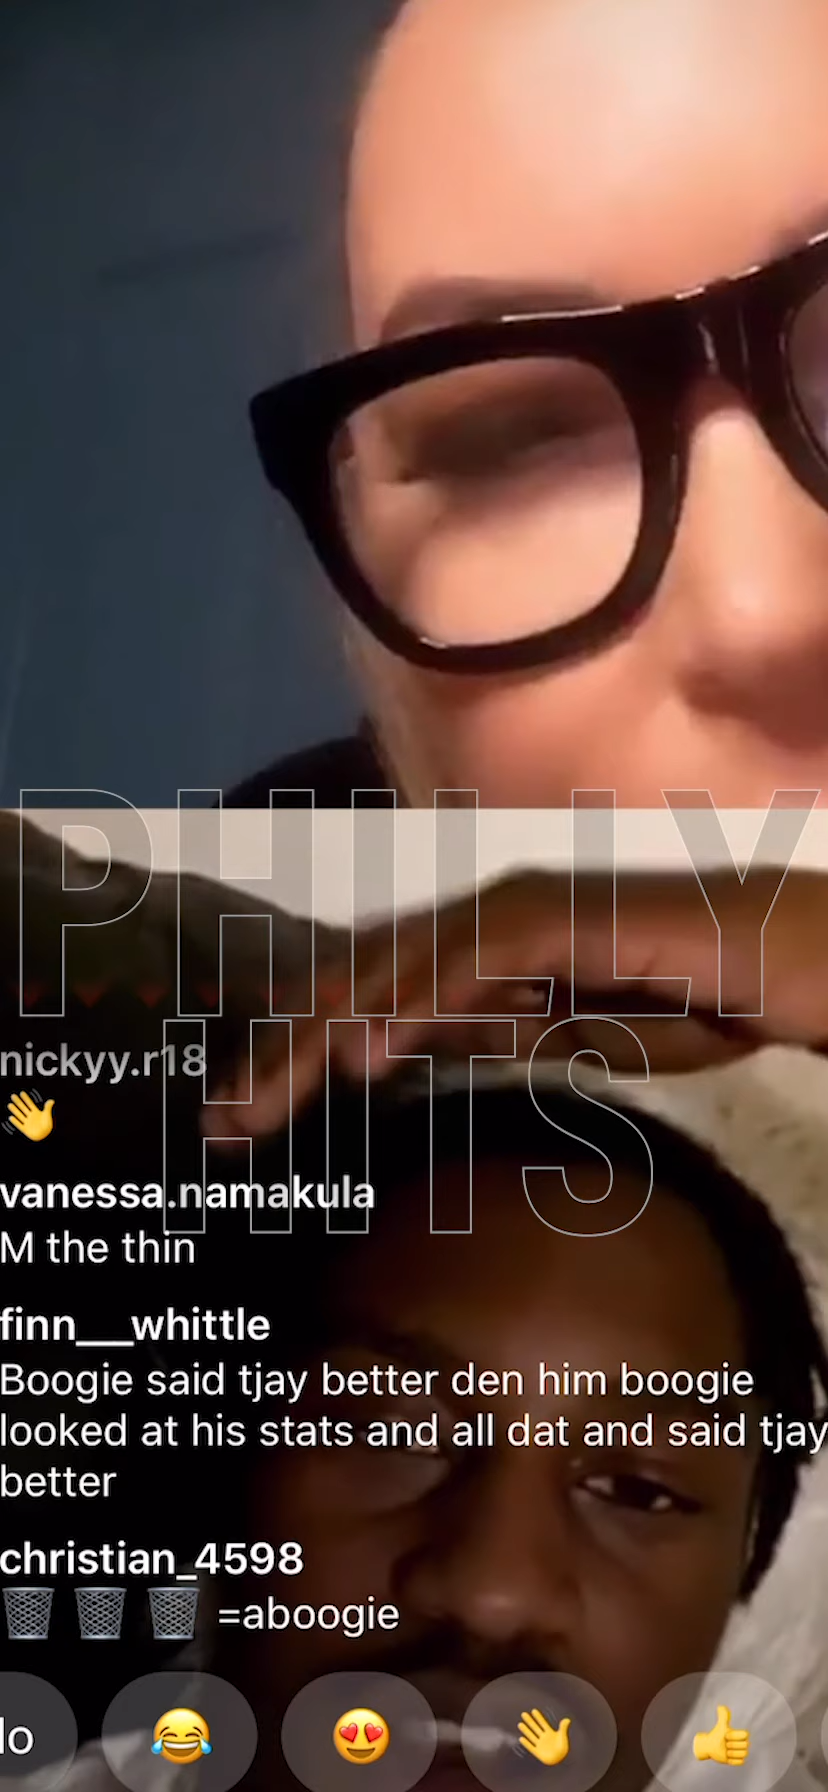 PHILLY
HITS
nickyy.r18
👋
vanessa.namakula
M the thin
finn__whittle
Boogie said tjay better den him boogie
looked at his stats and all dat and said tjay
better
christian_4598
🗑 🗑 🗑 =aboogie
lo
😂 😍 👋 👍